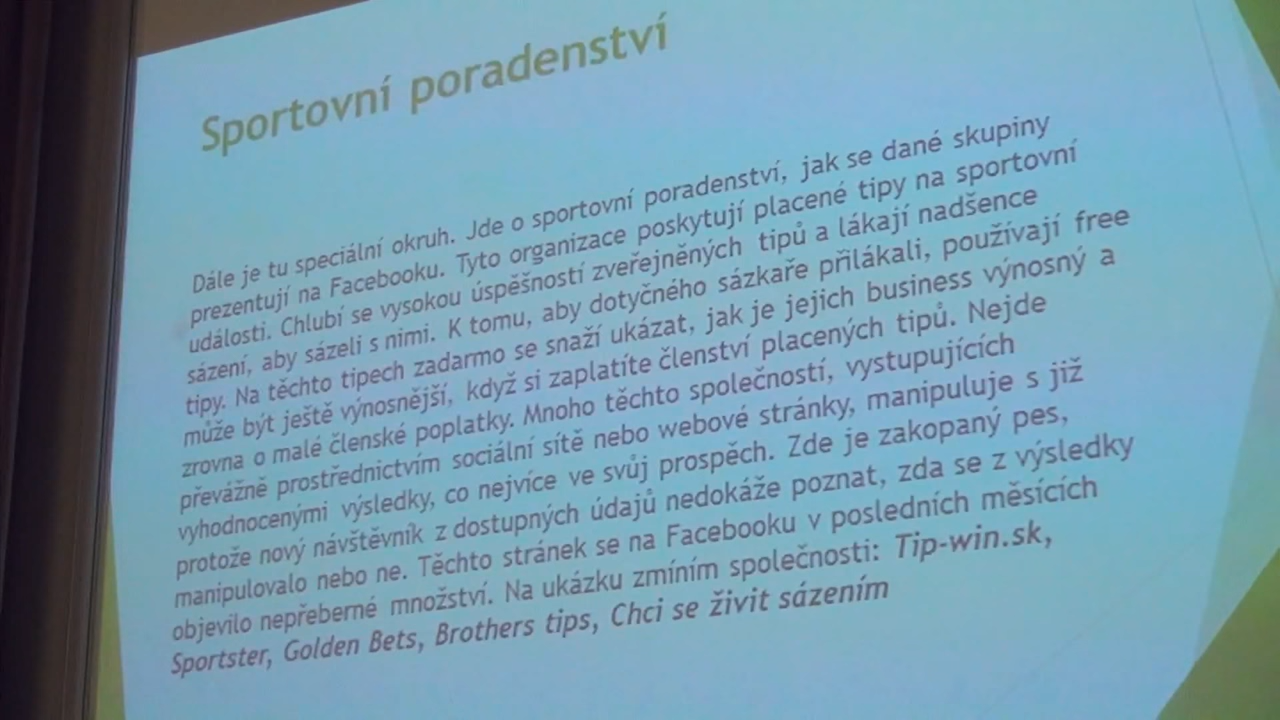 Sportovní poradenství
Dále je tu speciální okruh. Jde o sportovní poradenství, jak se dané skupiny
prezentují na Facebooku. Tyto organizace poskytují placené tipy na sportovní
události. Chlubí se vysokou úspěšností zveřejněných tipů a lákají nadšence
sázení, aby sázeli s nimi. K tomu, aby dotyčného sázkaře přilákali, používají free
tipy. Na těchto tipech zadarmo se snaží ukázat, jak je jejich business výnosný a
může být ještě výnosnější, když si zaplatíte členství placených tipů. Nejde
zrovna o malé členské poplatky. Mnoho těchto společností, vystupujících
převážně prostřednictvím sociální sítě nebo webové stránky, manipuluje s již
vyhodnocenými výsledky, co nejvíce ve svůj prospěch. Zde je zakopaný pes,
protože nový návštěvník z dostupných údajů nedokáže poznat, zda se z výsledky
manipulovalo nebo ne. Těchto stránek se na Facebooku v posledních měsících
objevilo nepřeberné množství. Na ukázku zmíním společnosti: Tip-win.sk,
Sportster, Golden Bets, Brothers tips, Chci se živit sázením